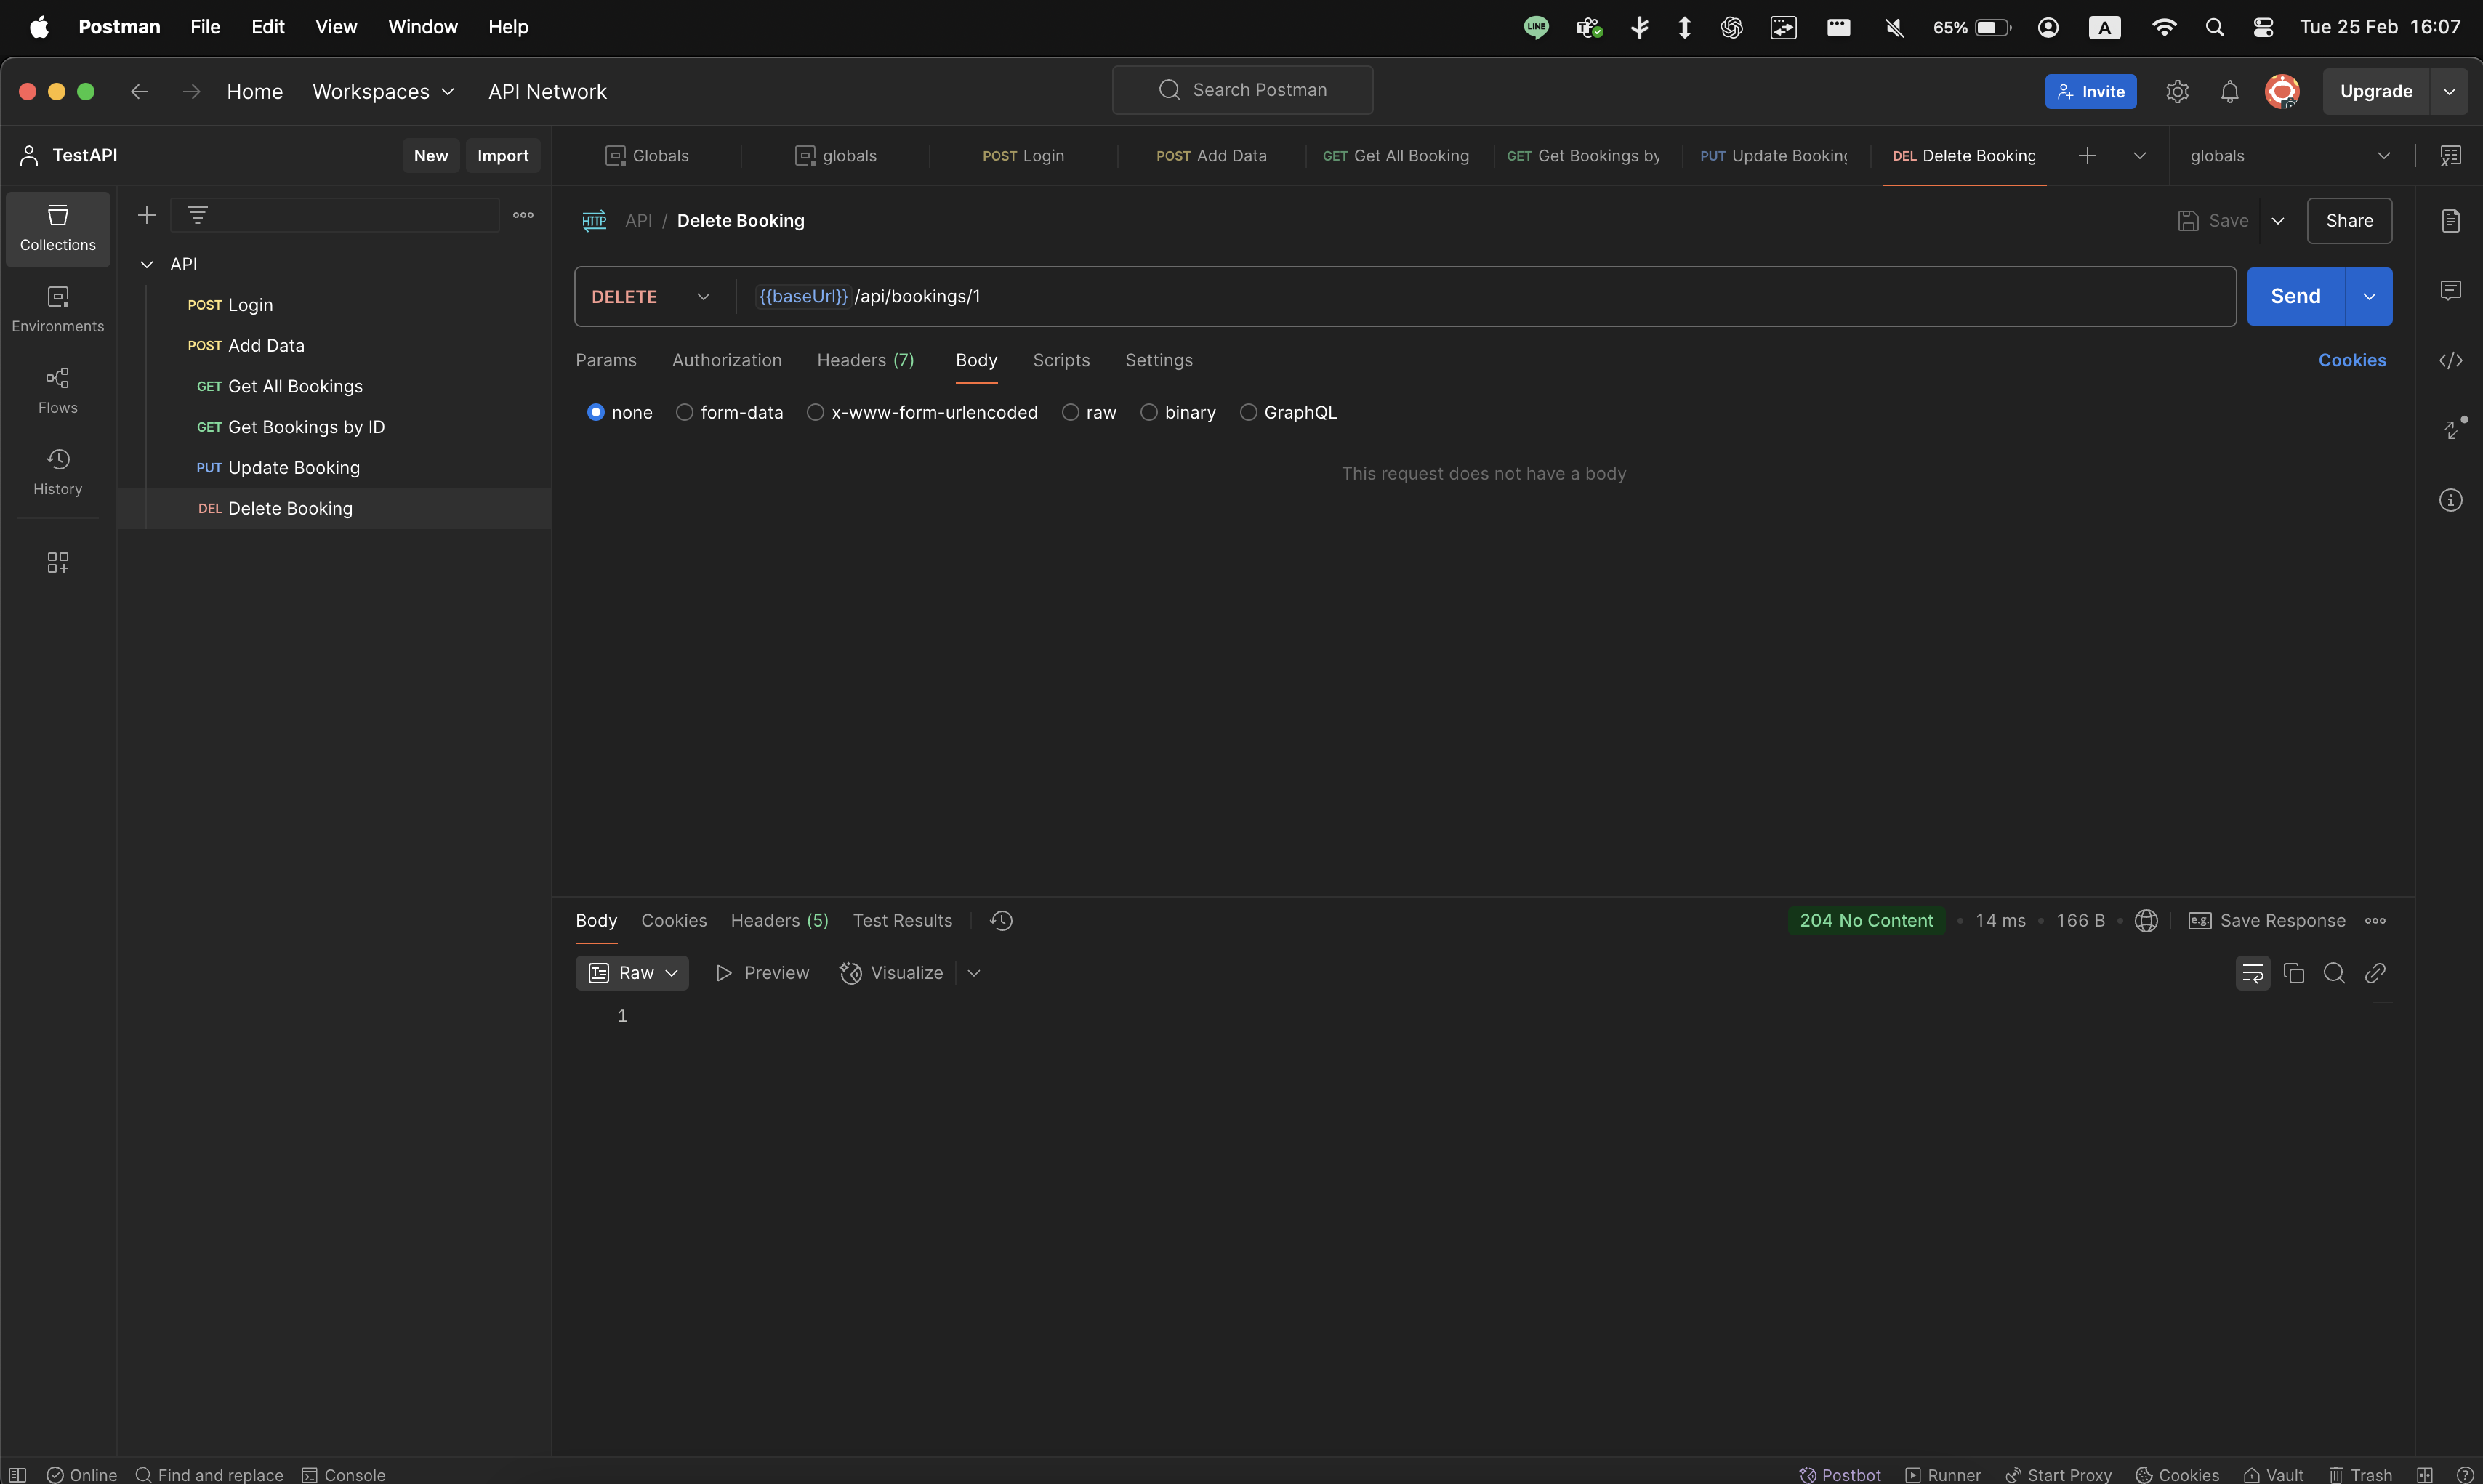 Postman File Edit View Window Help
LINE 65% A Tue 25 Feb 16:07
Home Workspaces API Network Search Postman Invite Upgrade
TestAPI New Import
Globals globals POST Login POST Add Data GET Get All Booking GET Get Bookings by PUT Update Booking DEL Delete Booking globals
Collections
Environments
Flows
History
API
POST Login
POST Add Data
GET Get All Bookings
GET Get Bookings by ID
PUT Update Booking
DEL Delete Booking
HTTP API / Delete Booking Save Share
DELETE {{baseUrl}} /api/bookings/1 Send
Params Authorization Headers (7) Body Scripts Settings Cookies
none form-data x-www-form-urlencoded raw binary GraphQL
This request does not have a body
Body Cookies Headers (5) Test Results 204 No Content 14 ms 166 B e.g. Save Response
Raw Preview Visualize
1
Online Find and replace Console Postbot Runner Start Proxy Cookies Vault Trash